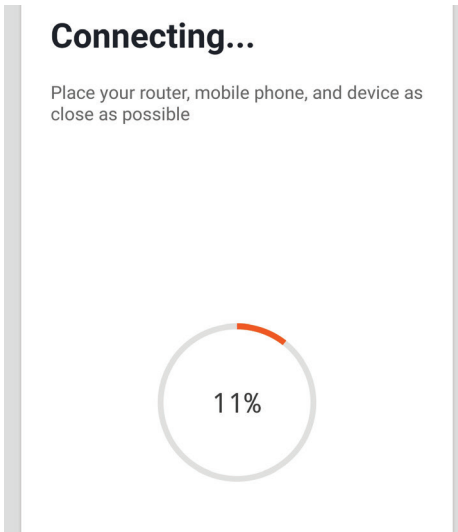 Connecting...
Place your router, mobile phone, and device as
close as possible
11%